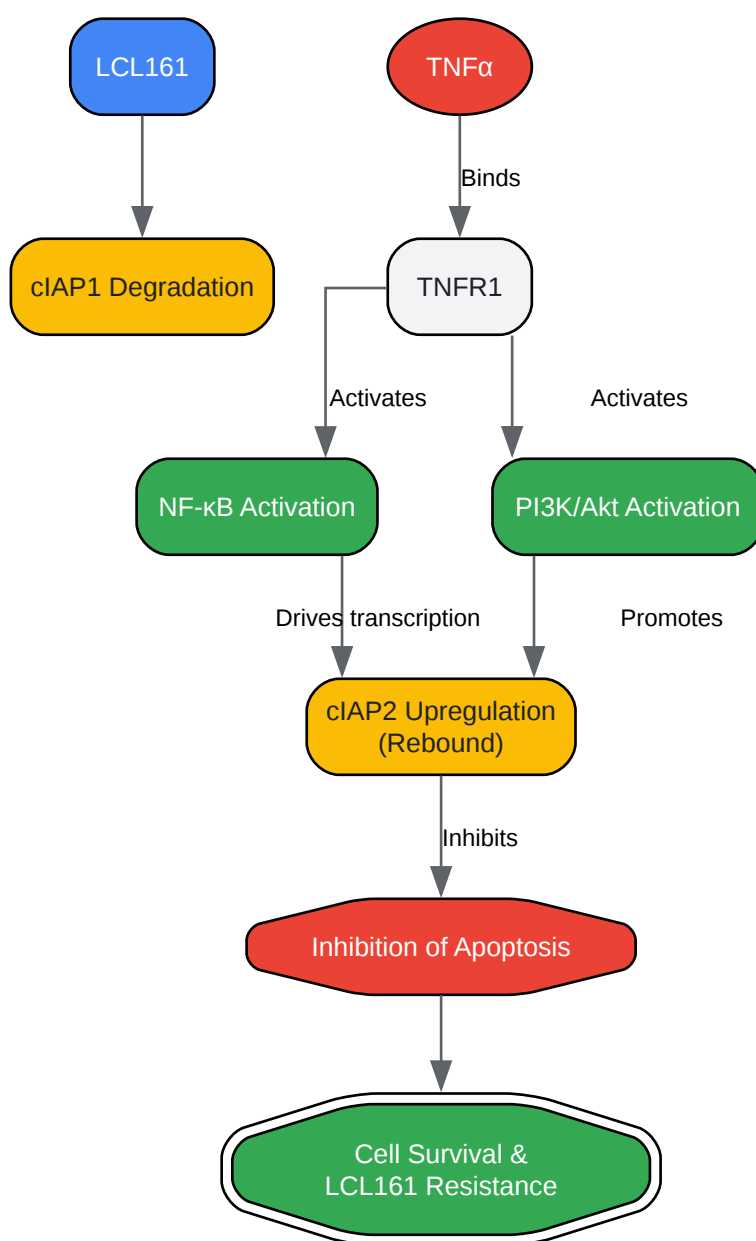 LCL161
TNFα
Binds
cIAP1 Degradation
TNFR1
Activates
Activates
NF-κB Activation
PI3K/Akt Activation
Drives transcription
Promotes
cIAP2 Upregulation
(Rebound)
Inhibits
Inhibition of Apoptosis
Cell Survival &
LCL161 Resistance